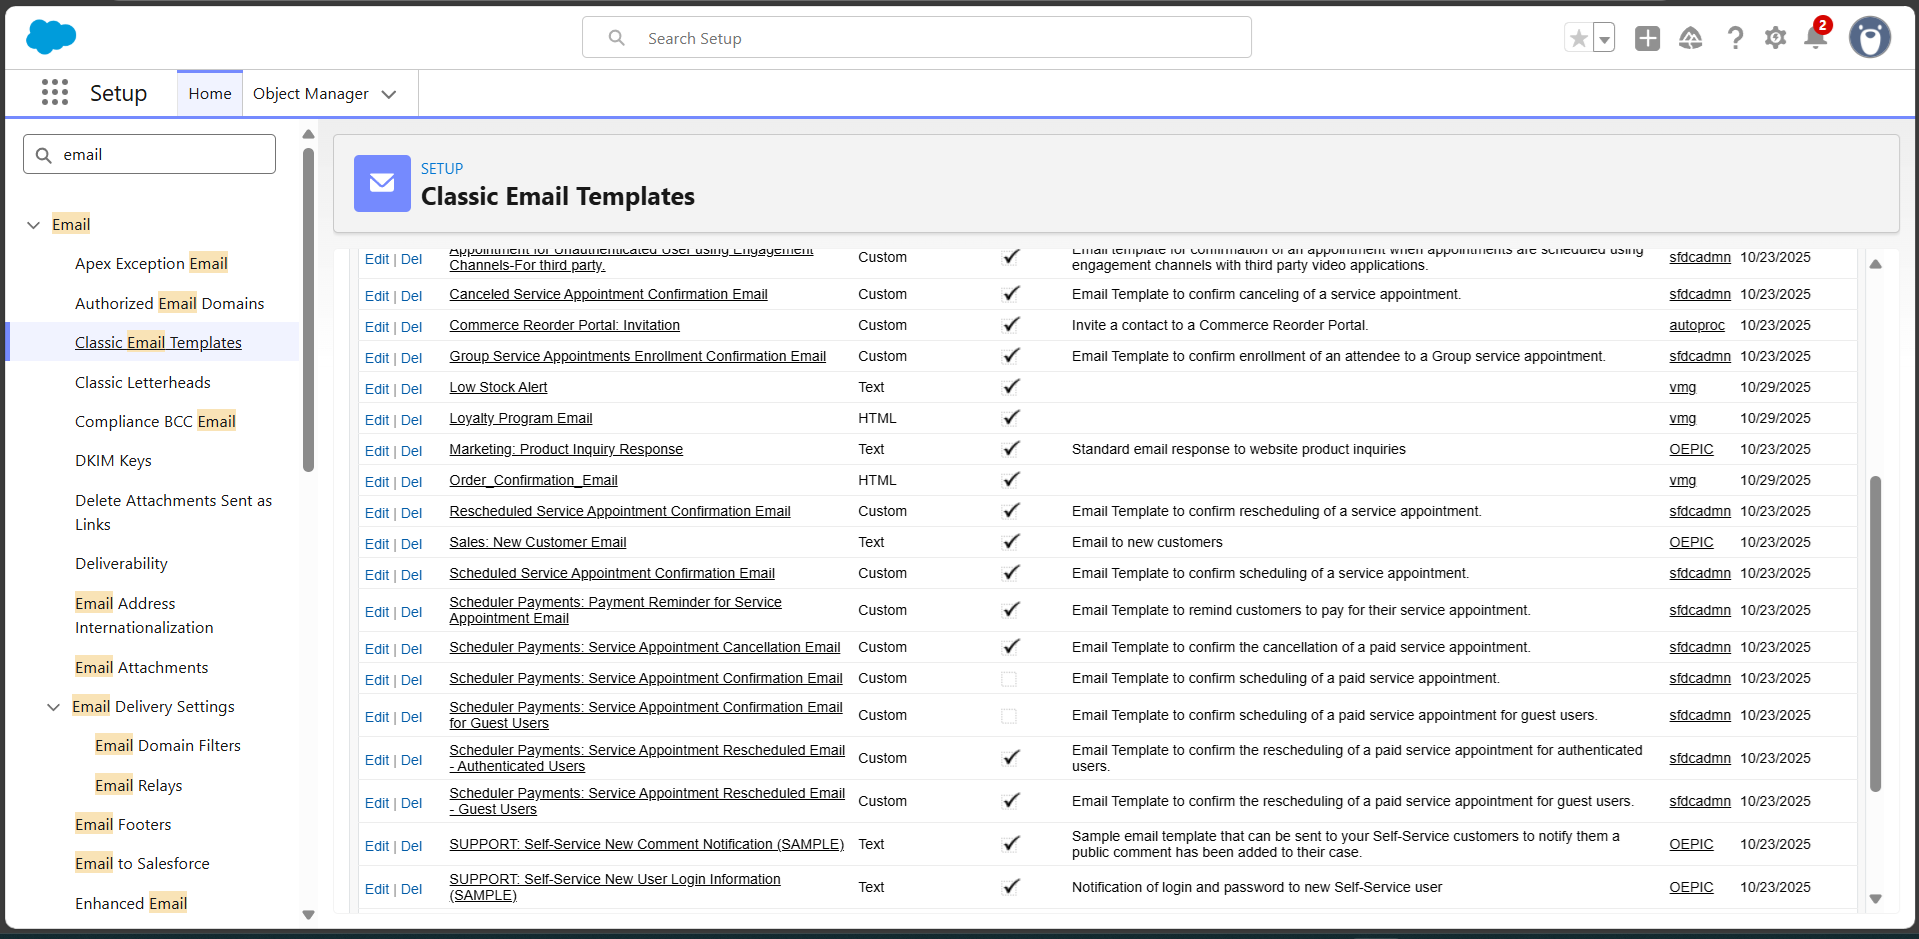 Search Setup
2
Setup
Home
Object Manager
email
Email
Apex Exception Email
Authorized Email Domains
Classic Email Templates
Classic Letterheads
Compliance BCC Email
DKIM Keys
Delete Attachments Sent as
Links
Deliverability
Email Address
Internationalization
Email Attachments
Email Delivery Settings
Email Domain Filters
Email Relays
Email Footers
Email to Salesforce
Enhanced Email
SETUP
Classic Email Templates
Appointment for Unauthenticated User using Engagement Email template for confirmation of an appointment when appointments are scheduled using
Edit | Del Channels-For third party. Custom engagement channels with third party video applications. sfdcadmn 10/23/2025
Edit | Del Canceled Service Appointment Confirmation Email Custom Email Template to confirm canceling of a service appointment. sfdcadmn 10/23/2025
Edit | Del Commerce Reorder Portal: Invitation Custom Invite a contact to a Commerce Reorder Portal. autoproc 10/23/2025
Edit | Del Group Service Appointments Enrollment Confirmation Email Custom Email Template to confirm enrollment of an attendee to a Group service appointment. sfdcadmn 10/23/2025
Edit | Del Low Stock Alert Text vmg 10/29/2025
Edit | Del Loyalty Program Email HTML vmg 10/29/2025
Edit | Del Marketing: Product Inquiry Response Text Standard email response to website product inquiries OEPIC 10/23/2025
Edit | Del Order_Confirmation_Email HTML vmg 10/29/2025
Edit | Del Rescheduled Service Appointment Confirmation Email Custom Email Template to confirm rescheduling of a service appointment. sfdcadmn 10/23/2025
Edit | Del Sales: New Customer Email Text Email to new customers OEPIC 10/23/2025
Edit | Del Scheduled Service Appointment Confirmation Email Custom Email Template to confirm scheduling of a service appointment. sfdcadmn 10/23/2025
Edit | Del Scheduler Payments: Payment Reminder for Service Custom Email Template to remind customers to pay for their service appointment. sfdcadmn 10/23/2025
Appointment Email
Edit | Del Scheduler Payments: Service Appointment Cancellation Email Custom Email Template to confirm the cancellation of a paid service appointment. sfdcadmn 10/23/2025
Edit | Del Scheduler Payments: Service Appointment Confirmation Email Custom Email Template to confirm scheduling of a paid service appointment. sfdcadmn 10/23/2025
Edit | Del Scheduler Payments: Service Appointment Confirmation Email Custom Email Template to confirm scheduling of a paid service appointment for guest users. sfdcadmn 10/23/2025
for Guest Users
Edit | Del Scheduler Payments: Service Appointment Rescheduled Email Custom Email Template to confirm the rescheduling of a paid service appointment for authenticated sfdcadmn 10/23/2025
- Authenticated Users users.
Edit | Del Scheduler Payments: Service Appointment Rescheduled Email Custom Email Template to confirm the rescheduling of a paid service appointment for guest users. sfdcadmn 10/23/2025
- Guest Users
Edit | Del SUPPORT: Self-Service New Comment Notification (SAMPLE) Text Sample email template that can be sent to your Self-Service customers to notify them a OEPIC 10/23/2025
public comment has been added to their case.
Edit | Del SUPPORT: Self-Service New User Login Information Text Notification of login and password to new Self-Service user OEPIC 10/23/2025
(SAMPLE)